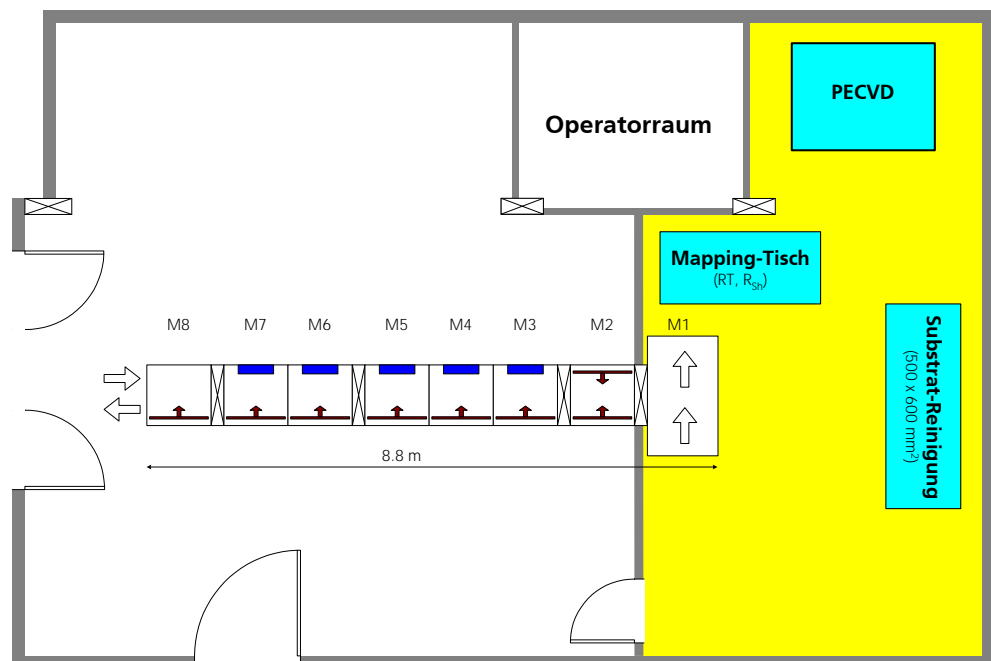 PECVD
Operatorraum
Mapping-Tisch
(RT, R_Sh)
M8 M7 M6 M5 M4 M3 M2 M1
8.8 m
Substrat-Reinigung
(500 x 600 mm²)